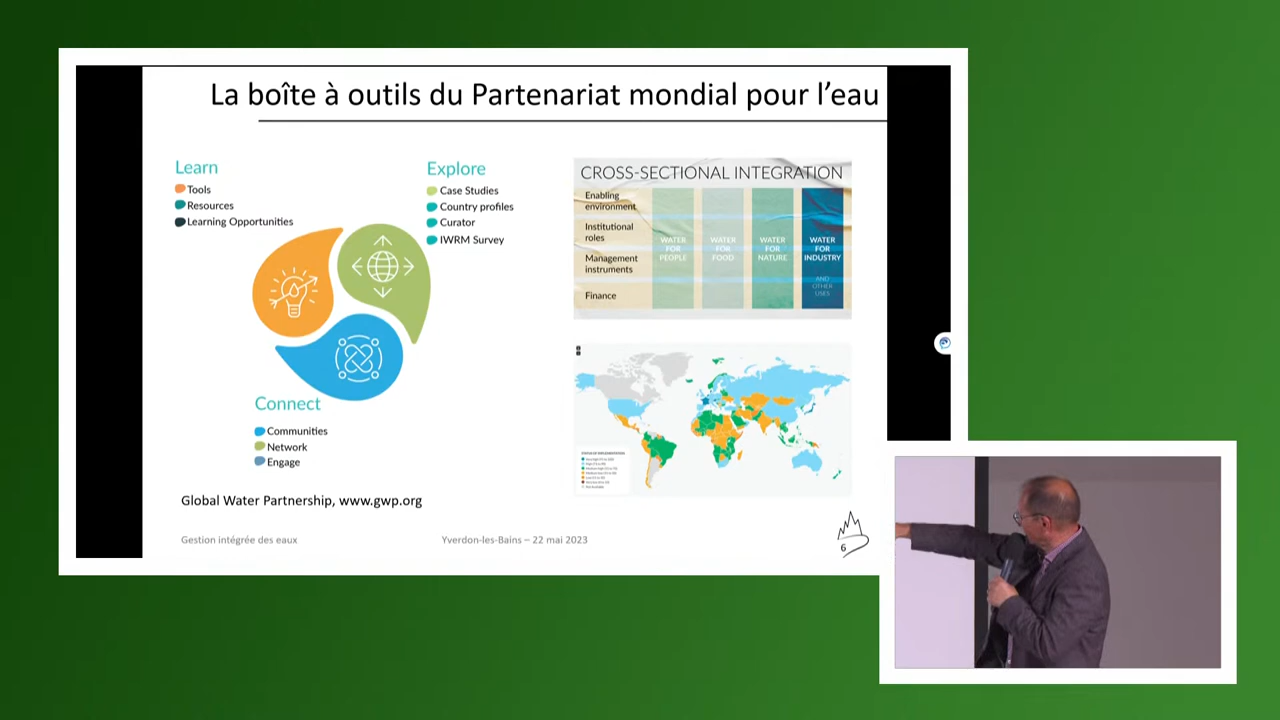 La boîte à outils du Partenariat mondial pour l'eau
Learn
Tools
Resources
Learning Opportunities
Explore
Case Studies
Country profiles
Curator
IWRM Survey
Connect
Communities
Network
Engage
Global Water Partnership, www.gwp.org
CROSS-SECTIONAL INTEGRATION
Enabling
environment
Institutional
roles
Management
instruments
Finance
WATER
FOR
PEOPLE
WATER
FOR
FOOD
WATER
FOR
NATURE
WATER
FOR
INDUSTRY
AND
OTHER
USES
Gestion intégrée des eaux
Yverdon-les-Bains – 22 mai 2023
6